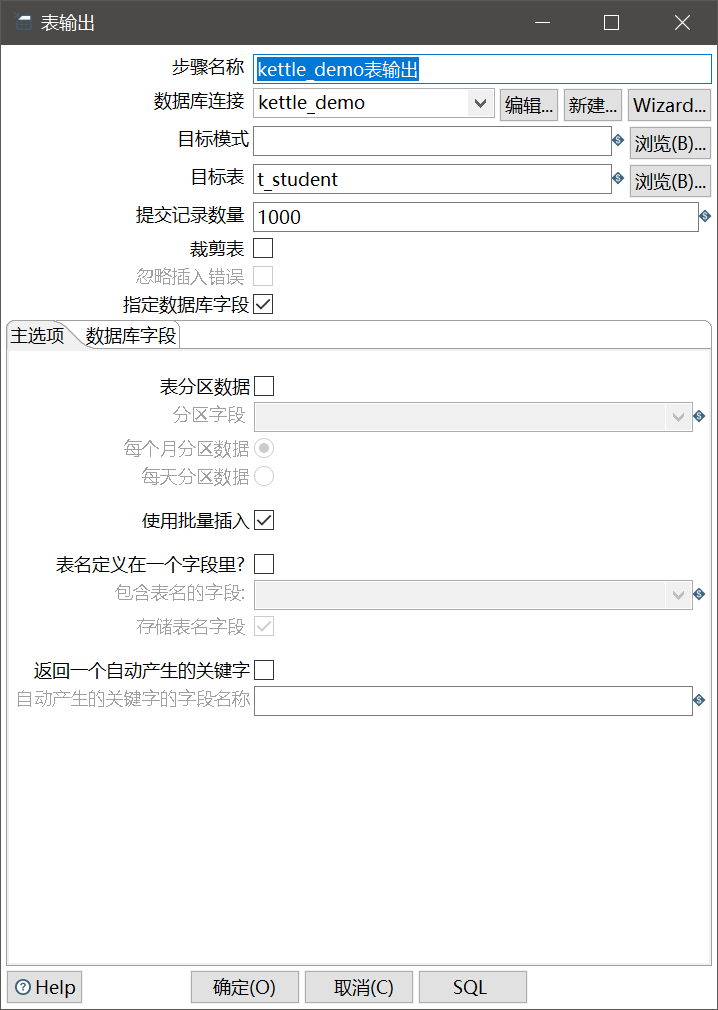 表输出
步骤名称 kettle_demo表输出
数据库连接 kettle_demo 编辑... 新建... Wizard...
目标模式 浏览(B)...
目标表 t_student 浏览(B)...
提交记录数量 1000
裁剪表
忽略插入错误
指定数据库字段
主选项 数据库字段
表分区数据
分区字段
每个月分区数据
每天分区数据
使用批量插入
表名定义在一个字段里?
包含表名的字段:
存储表名字段
返回一个自动产生的关键字
自动产生的关键字的字段名称
Help 确定(O) 取消(C) SQL